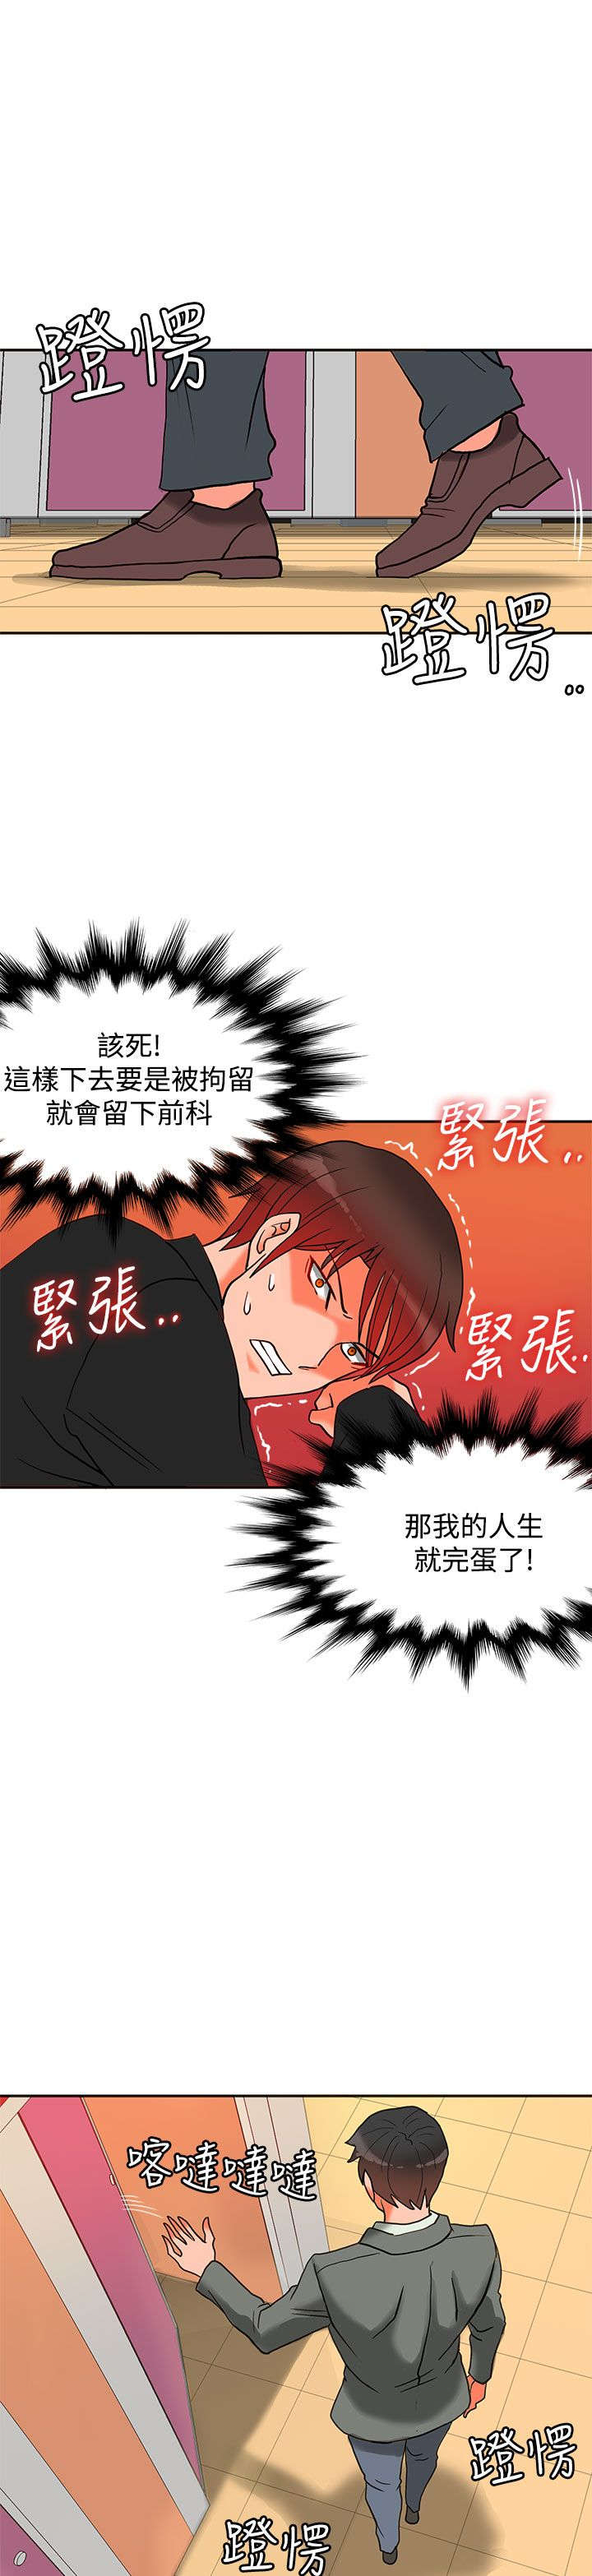 蹬愣
蹬愣..
該死!
這樣下去要是被拘留
就會留下前科
緊張..
緊張..
緊張..
那我的人生
就完蛋了!
喀噠噠噠
蹬愣
蹬愣